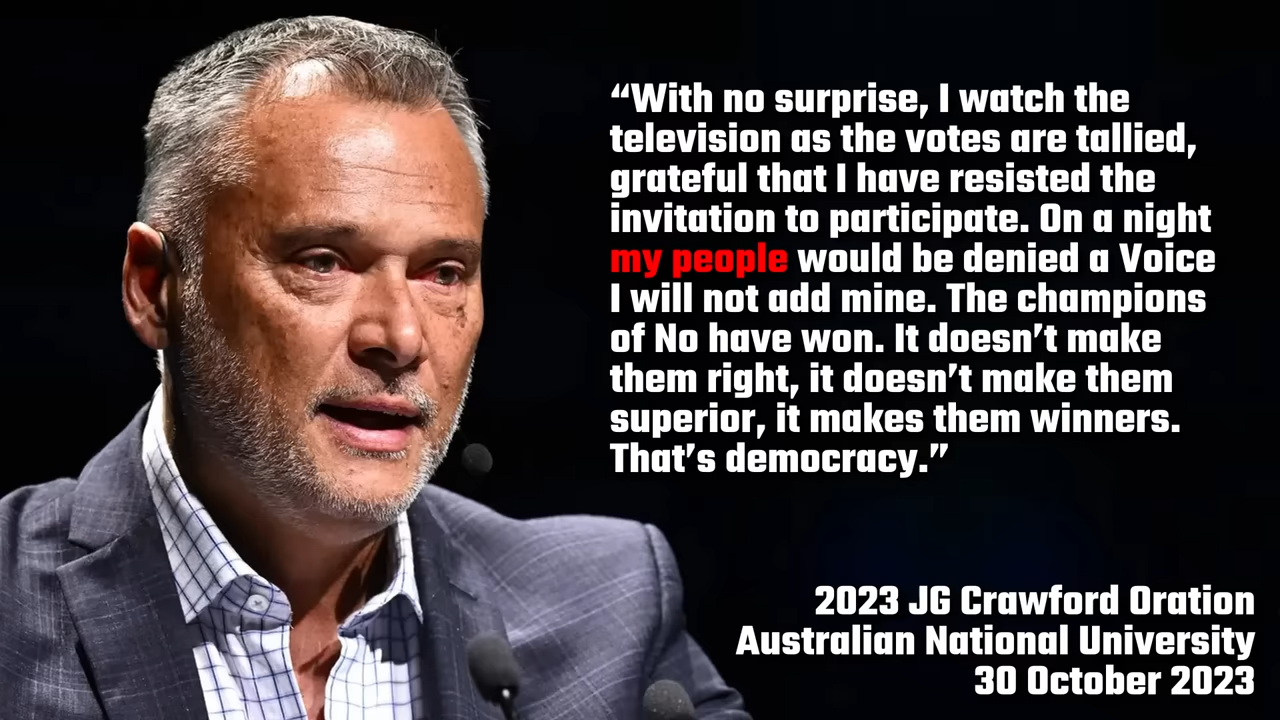 “With no surprise, I watch the
television as the votes are tallied,
grateful that I have resisted the
invitation to participate. On a night
my people would be denied a Voice
I will not add mine. The champions
of No have won. It doesn’t make
them right, it doesn’t make them
superior, it makes them winners.
That’s democracy.”
2023 JG Crawford Oration
Australian National University
30 October 2023